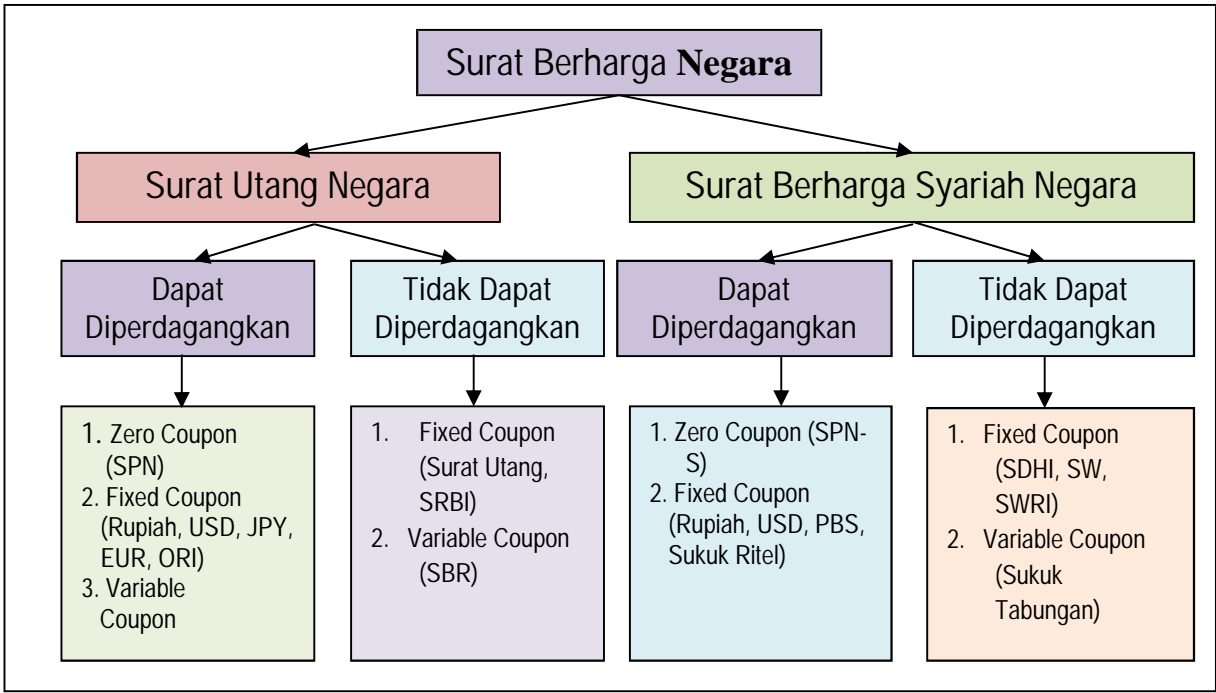 Surat Berharga Negara
Surat Utang Negara
Surat Berharga Syariah Negara
Dapat
Diperdagangkan
Tidak Dapat
Diperdagangkan
Dapat
Diperdagangkan
Tidak Dapat
Diperdagangkan
1. Zero Coupon
(SPN)
2. Fixed Coupon
(Rupiah, USD, JPY,
EUR, ORI)
3. Variable
Coupon
1. Fixed Coupon
(Surat Utang,
SRBI)
2. Variable Coupon
(SBR)
1. Zero Coupon (SPN-
S)
2. Fixed Coupon
(Rupiah, USD, PBS,
Sukuk Ritel)
1. Fixed Coupon
(SDHI, SW,
SWRI)
2. Variable Coupon
(Sukuk
Tabungan)